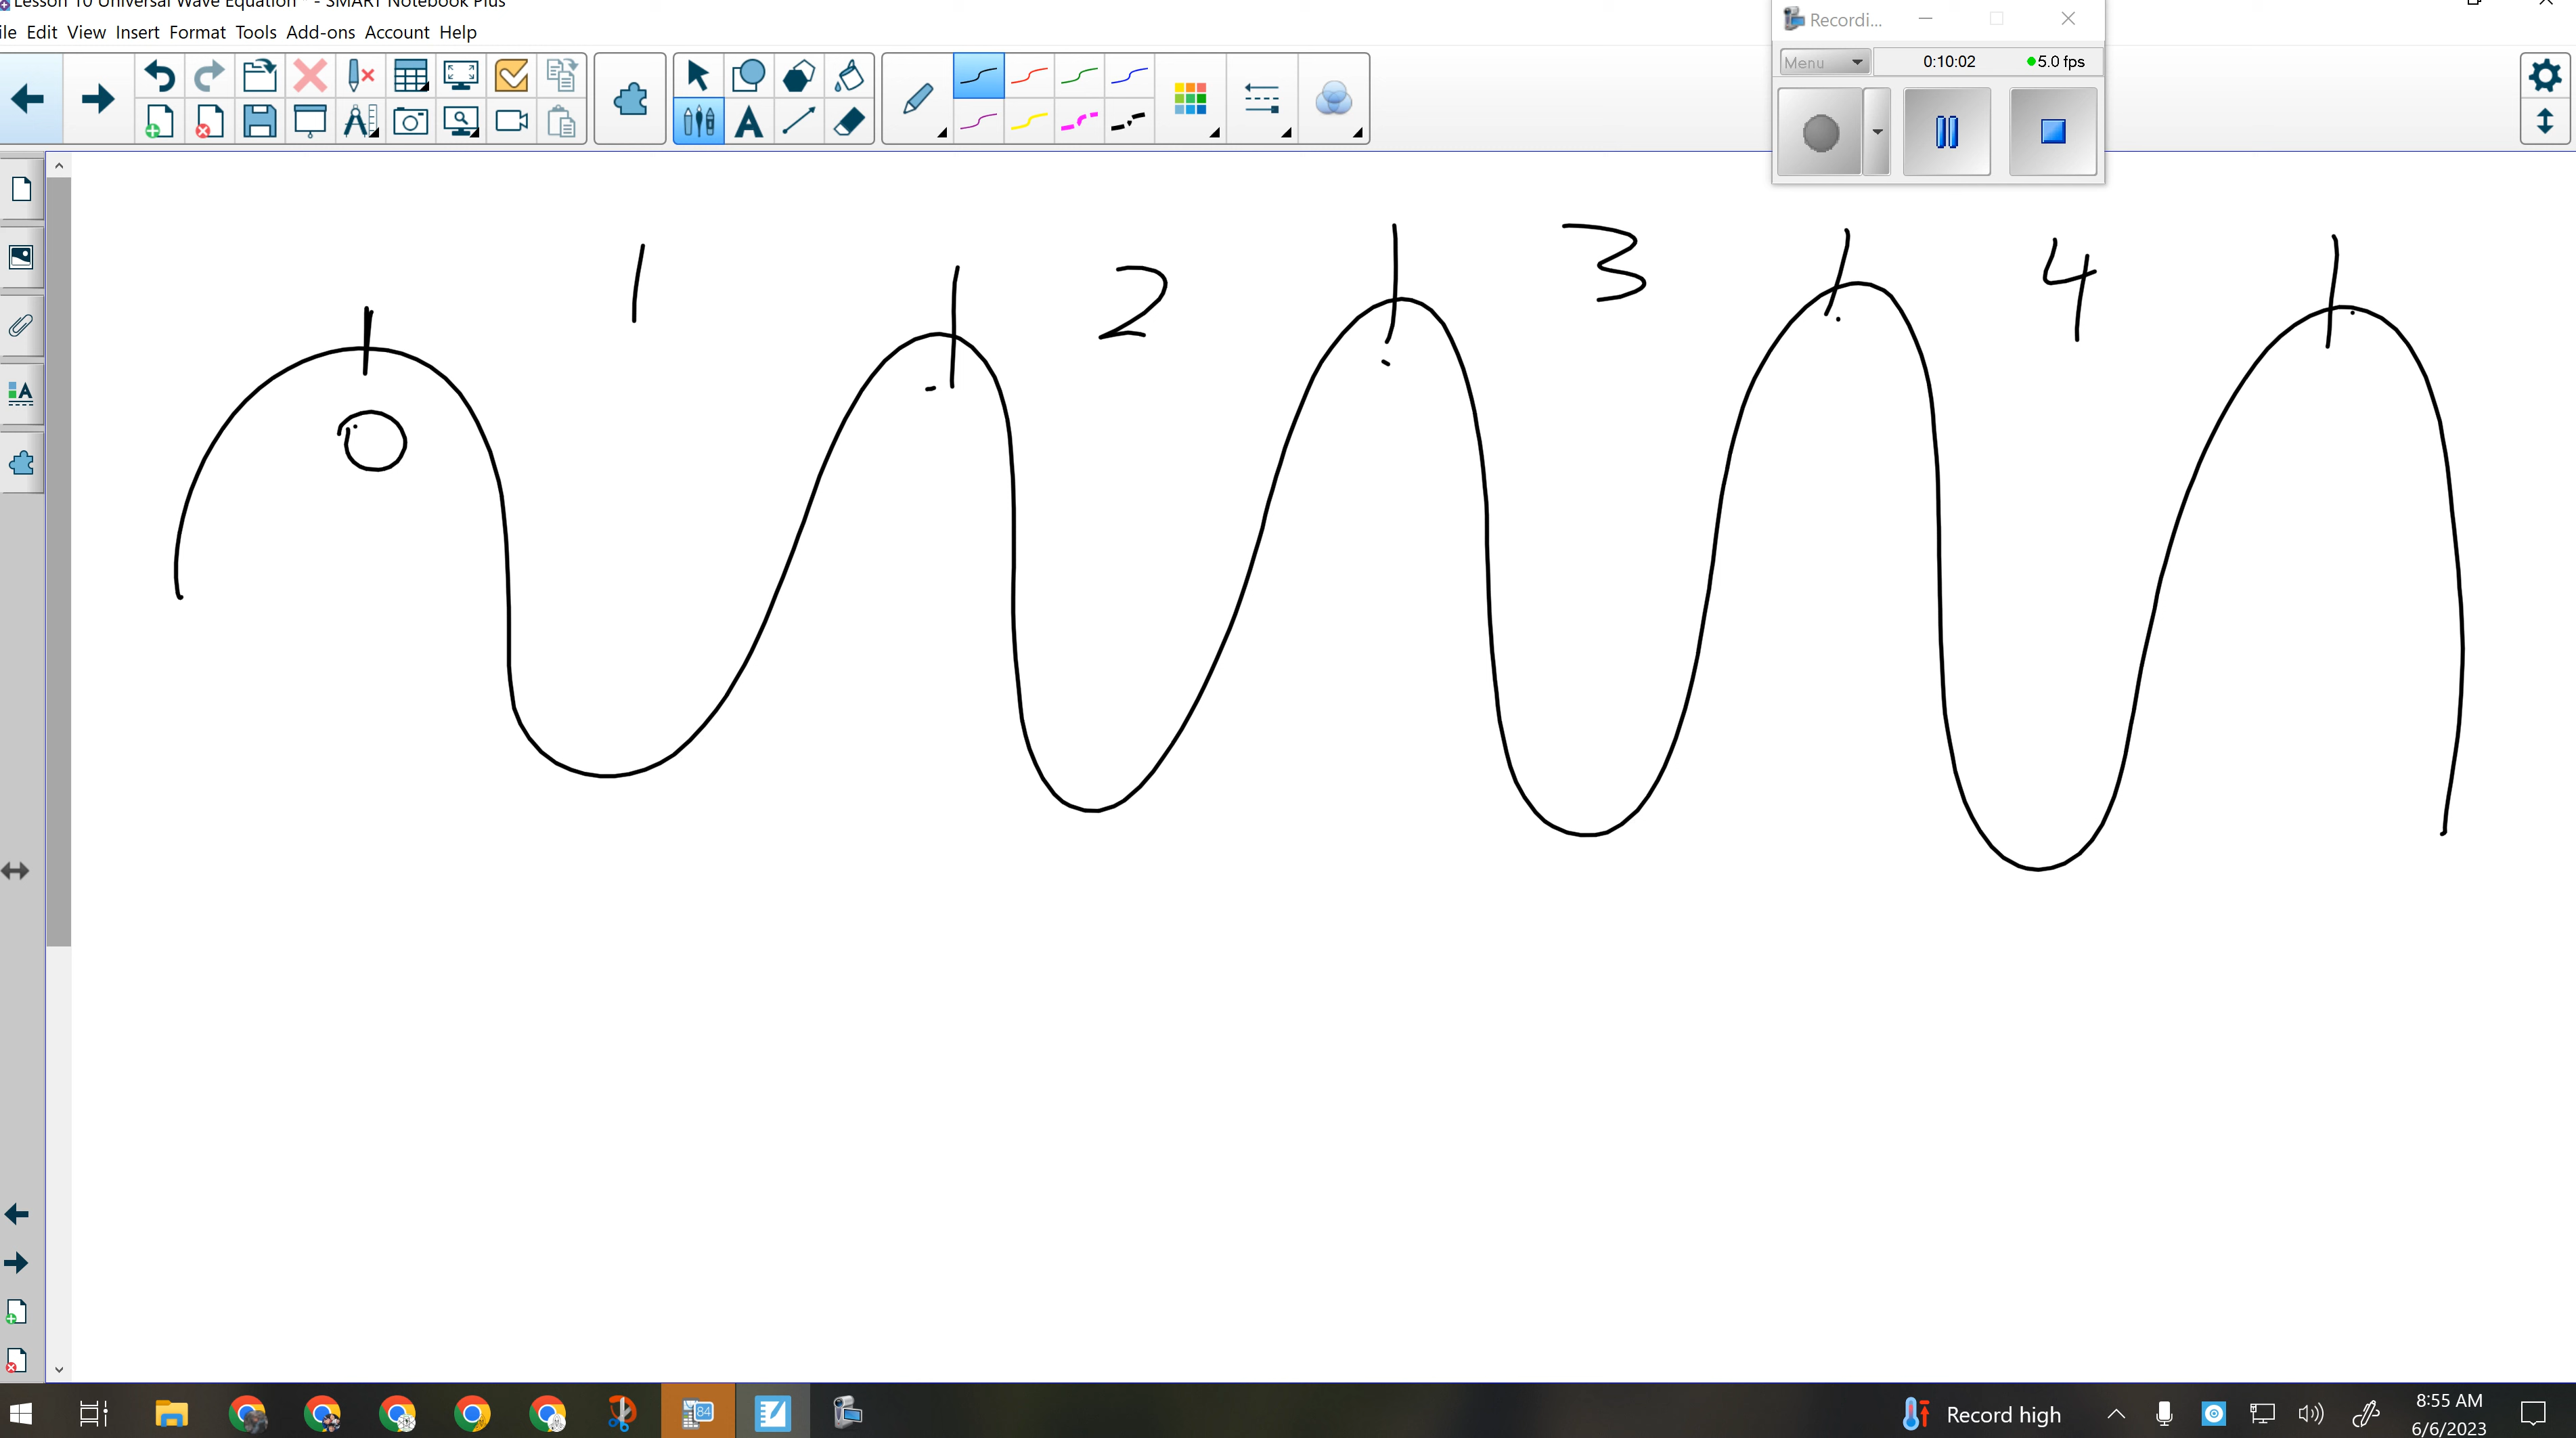 Lesson 10 Universal Wave Equation * - SMART Notebook Plus
ile Edit View Insert Format Tools Add-ons Account Help
Recordi...
Menu 0:10:02 5.0 fps
A
A
1 2 3 4
0
84
Record high
8:55 AM
6/6/2023